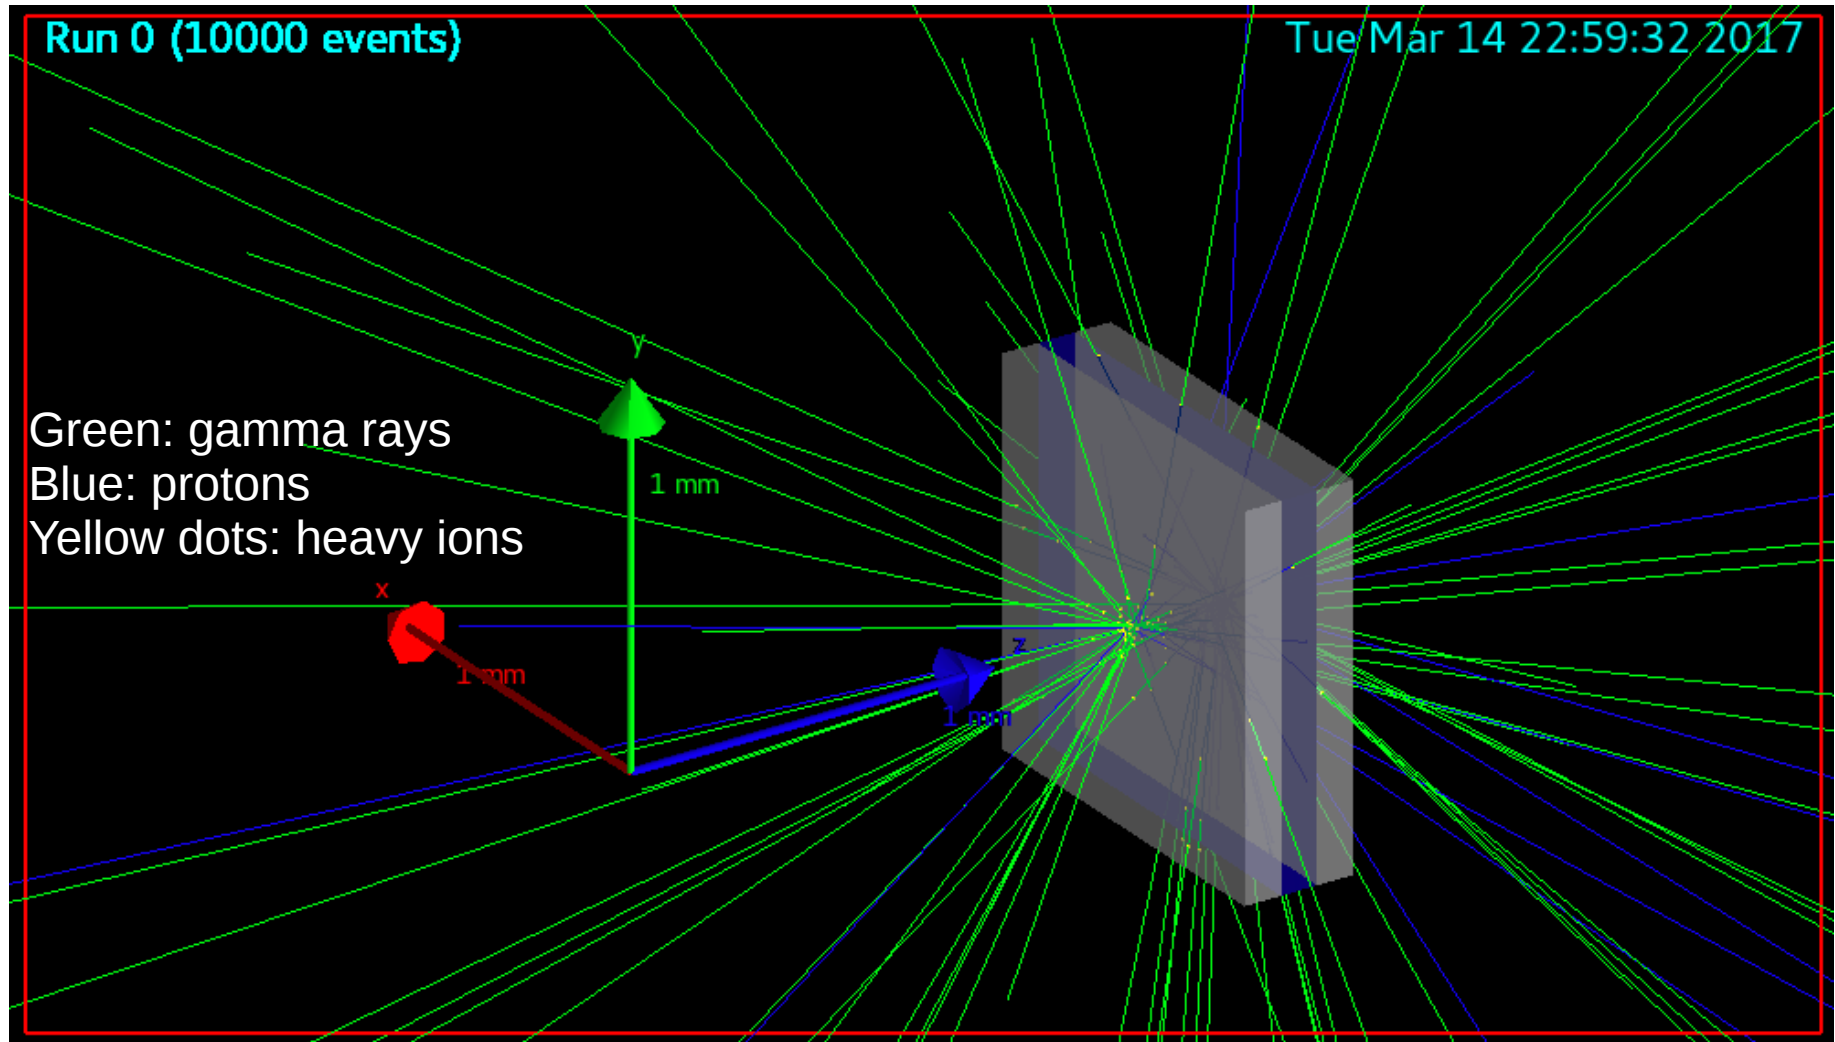 Run 0 (10000 events)
Tue Mar 14 22:59:32 2017
y
1 mm
Green: gamma rays
Blue: protons
Yellow dots: heavy ions
x
1 mm
z
1 mm